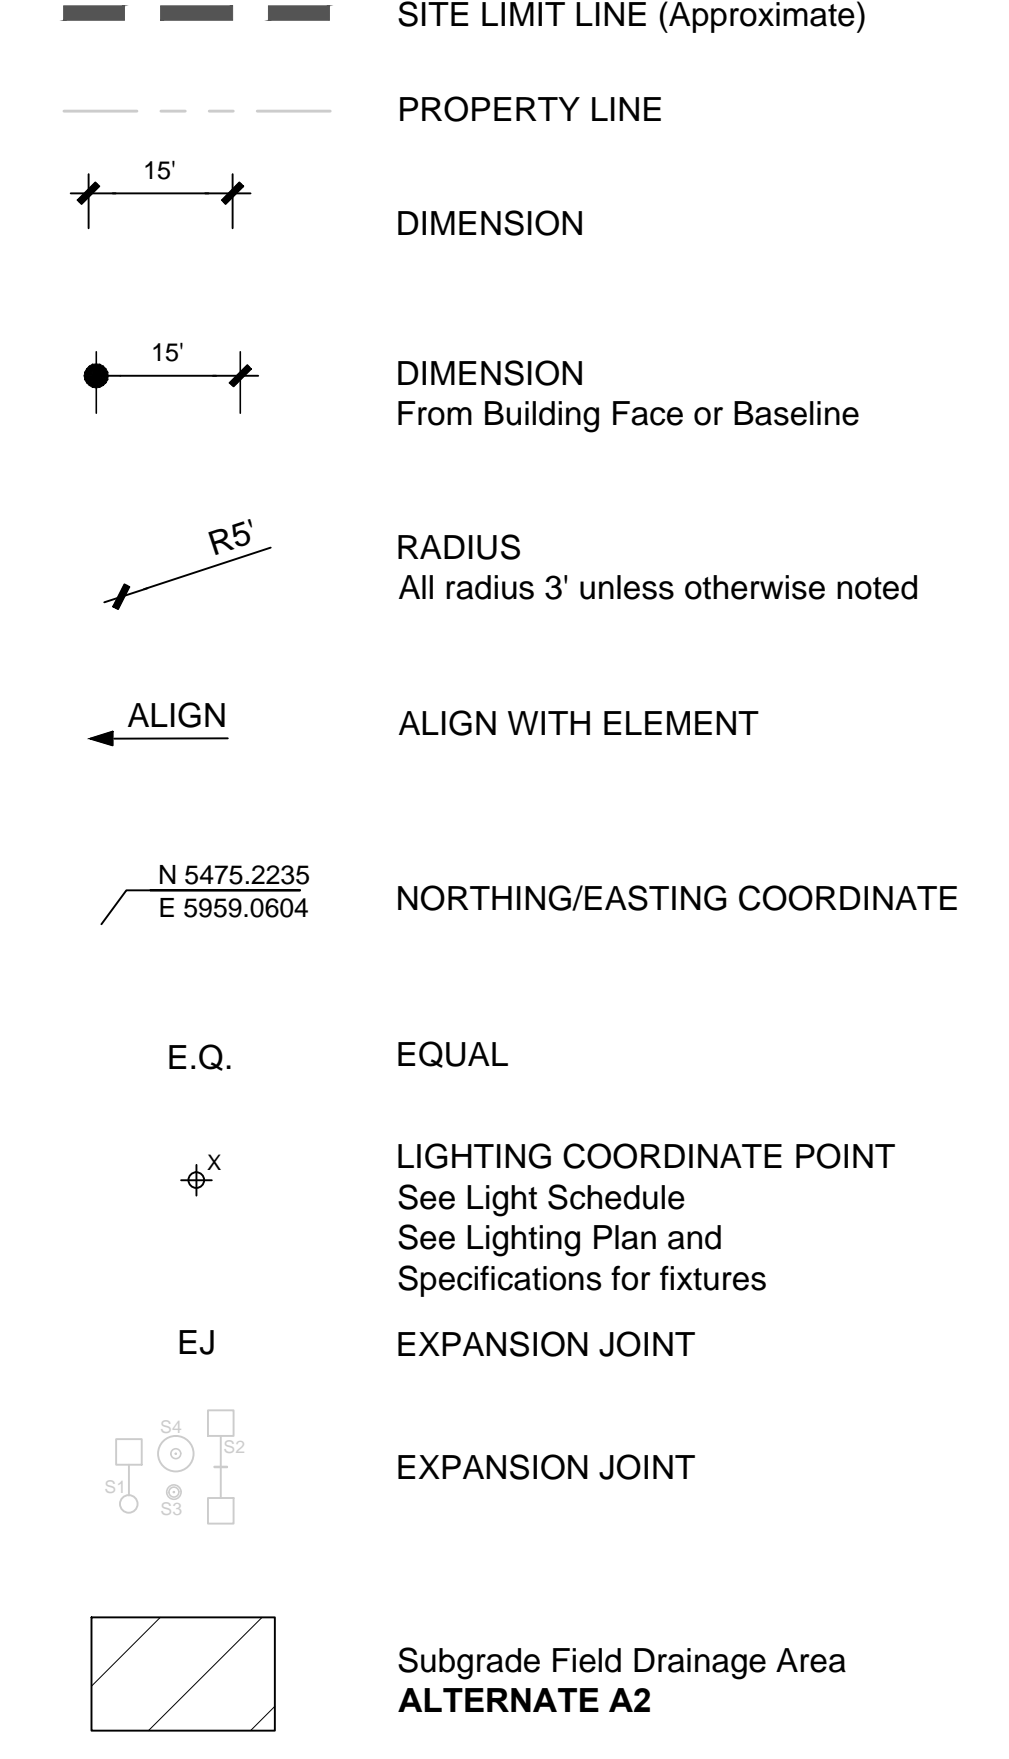 SITE LIMIT LINE (Approximate)
PROPERTY LINE
15'
DIMENSION
15'
DIMENSION
From Building Face or Baseline
R5'
RADIUS
All radius 3' unless otherwise noted
ALIGN
ALIGN WITH ELEMENT
N 5475.2235
E 5959.0604
NORTHING/EASTING COORDINATE
E.Q.
EQUAL
X
LIGHTING COORDINATE POINT
See Light Schedule
See Lighting Plan and
Specifications for fixtures
EJ
EXPANSION JOINT
S4
S2
S1
S3
EXPANSION JOINT
Subgrade Field Drainage Area
ALTERNATE A2